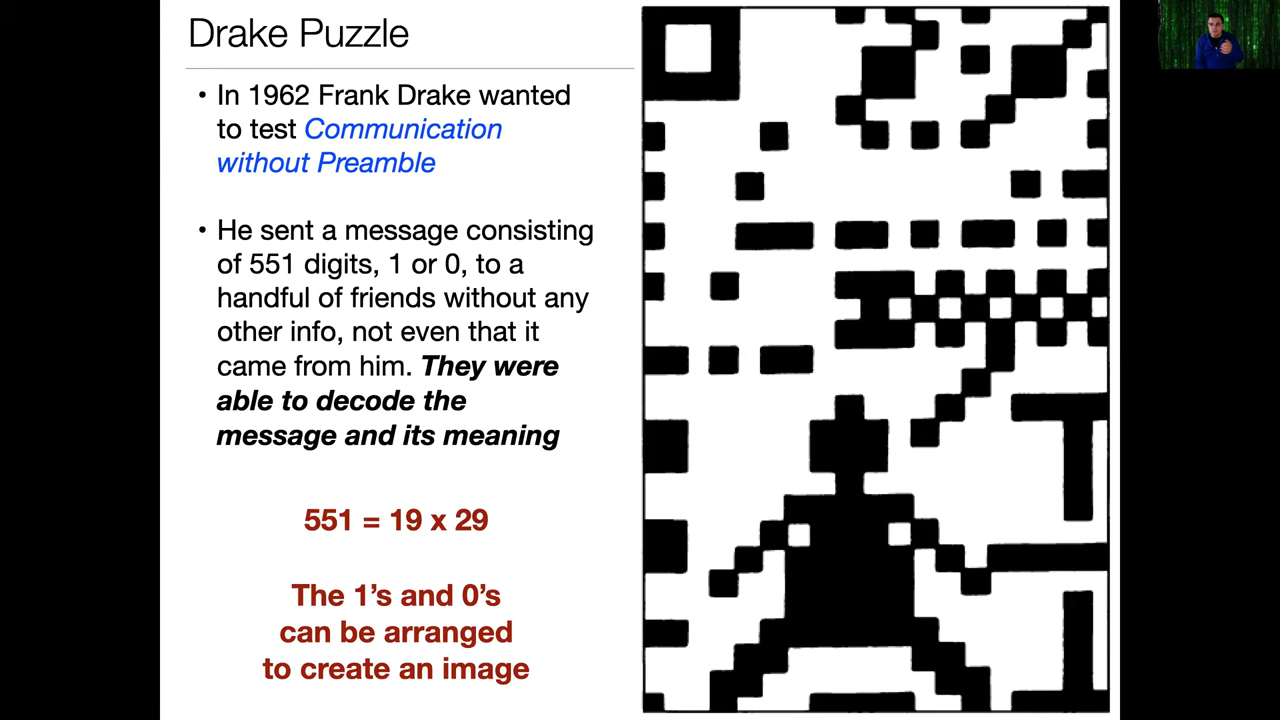 Drake Puzzle
• In 1962 Frank Drake wanted
to test Communication
without Preamble
• He sent a message consisting
of 551 digits, 1 or 0, to a
handful of friends without any
other info, not even that it
came from him. They were
able to decode the
message and its meaning
551 = 19 x 29
The 1’s and 0’s
can be arranged
to create an image